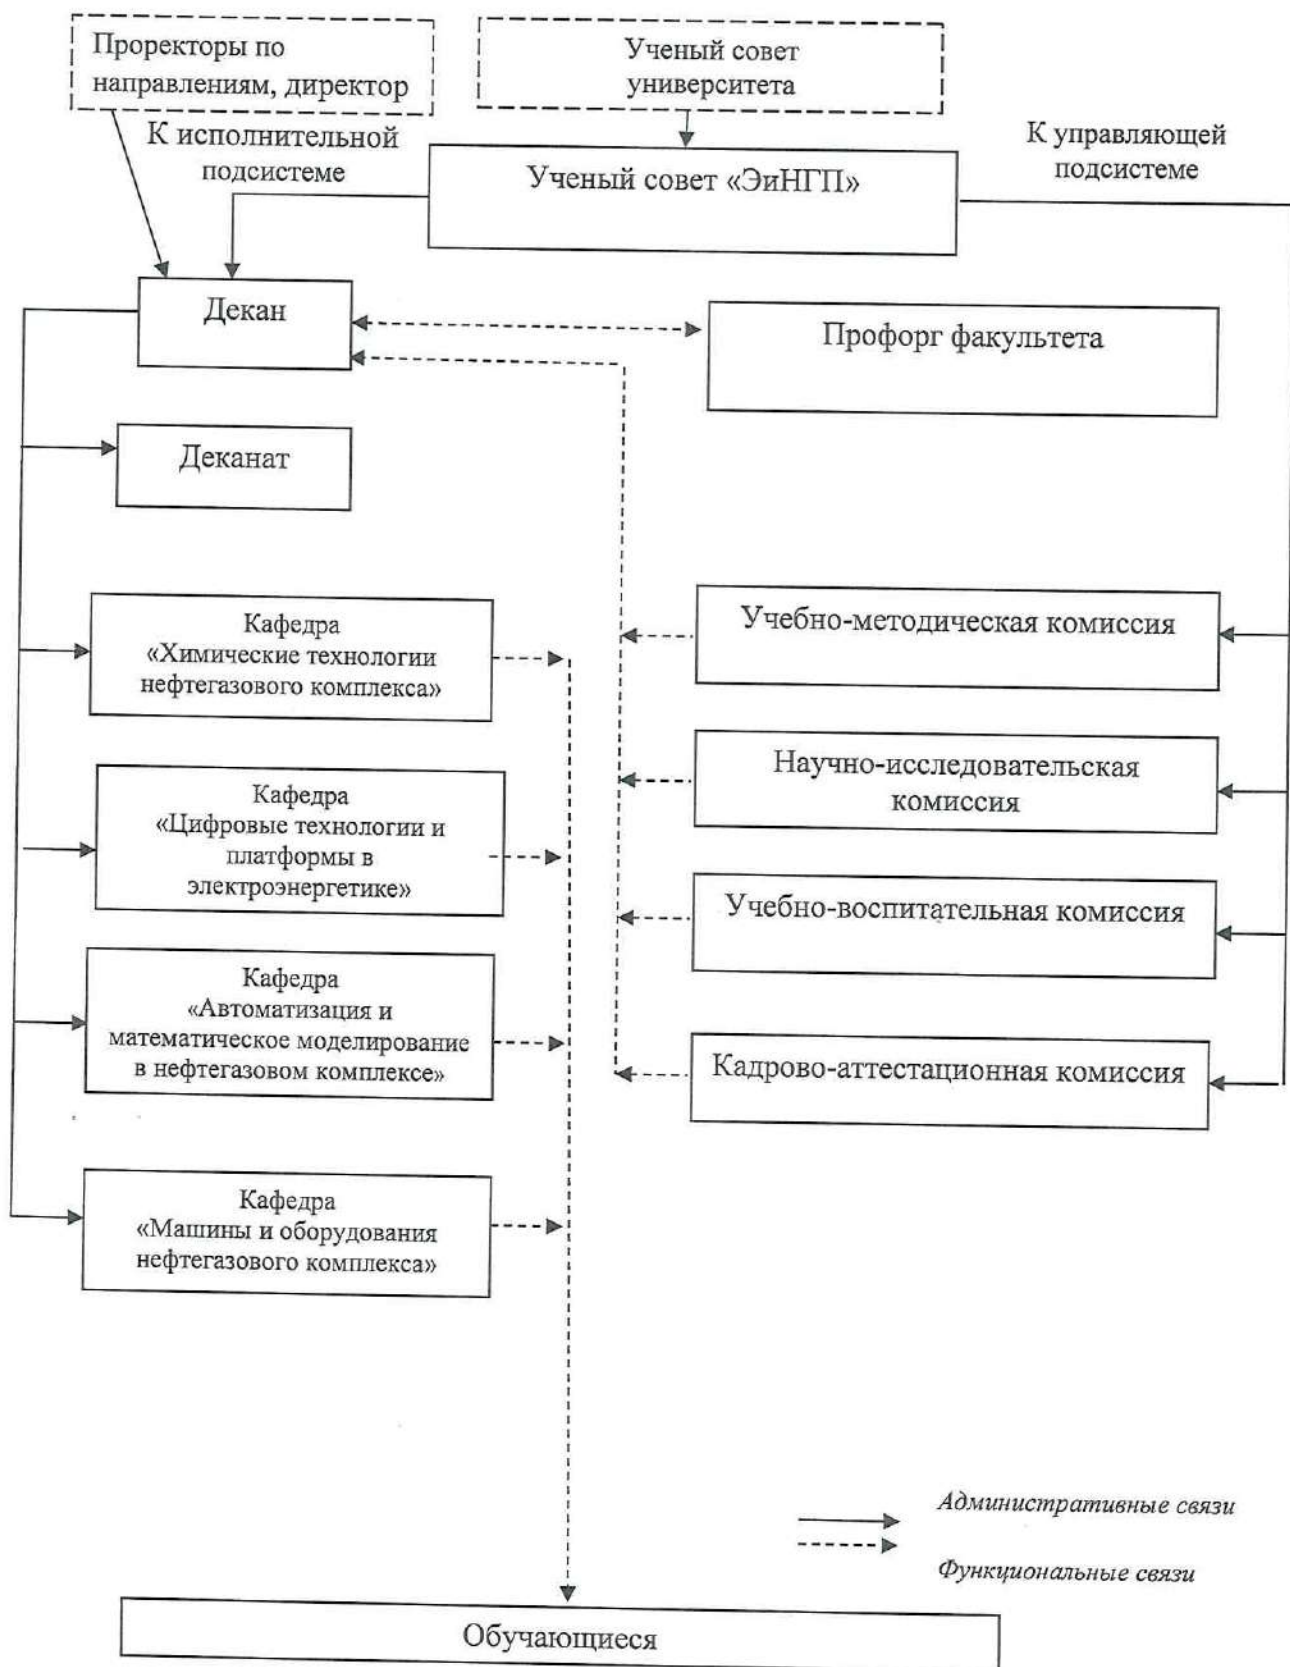 Проректоры по
направлениям, директор
Ученый совет
университета
К исполнительной
подсистеме
К управляющей
подсистеме
Ученый совет «ЭиНГП»
Декан
Профорг факультета
Деканат
Кафедра
«Химические технологии
нефтегазового комплекса»
Учебно-методическая комиссия
Кафедра
«Цифровые технологии и
платформы в
электроэнергетике»
Научно-исследовательская
комиссия
Учебно-воспитательная комиссия
Кафедра
«Автоматизация и
математическое моделирование
в нефтегазовом комплексе»
Кадрово-аттестационная комиссия
Кафедра
«Машины и оборудования
нефтегазового комплекса»
Административные связи
Функциональные связи
Обучающиеся